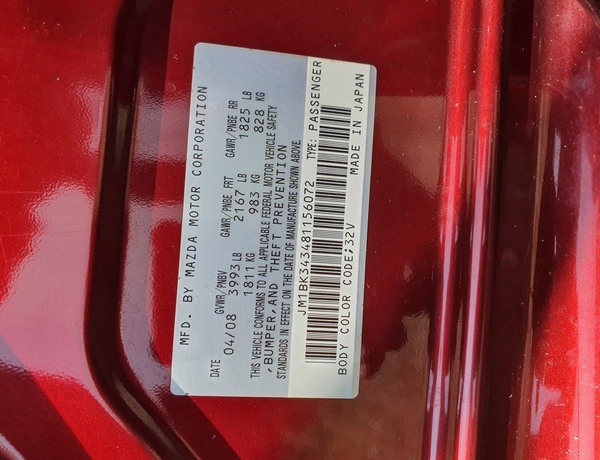 MFD. BY MAZDA MOTOR CORPORATION
DATE GVWR/PNBV GAWR/PNBE FRT GAWR/PNBE RR
04/08 3993 LB 2167 LB 1825 LB
1811 KG 983 KG 828 KG
THIS VEHICLE CONFORMS TO ALL APPLICABLE FEDERAL MOTOR VEHICLE SAFETY
,BUMPER,AND THEFT PREVENTION
STANDARDS IN EFFECT ON THE DATE OF MANUFACTURE SHOWN ABOVE
JM1BK343481156072 TYPE: PASSENGER
BODY COLOR CODE;32V MADE IN JAPAN